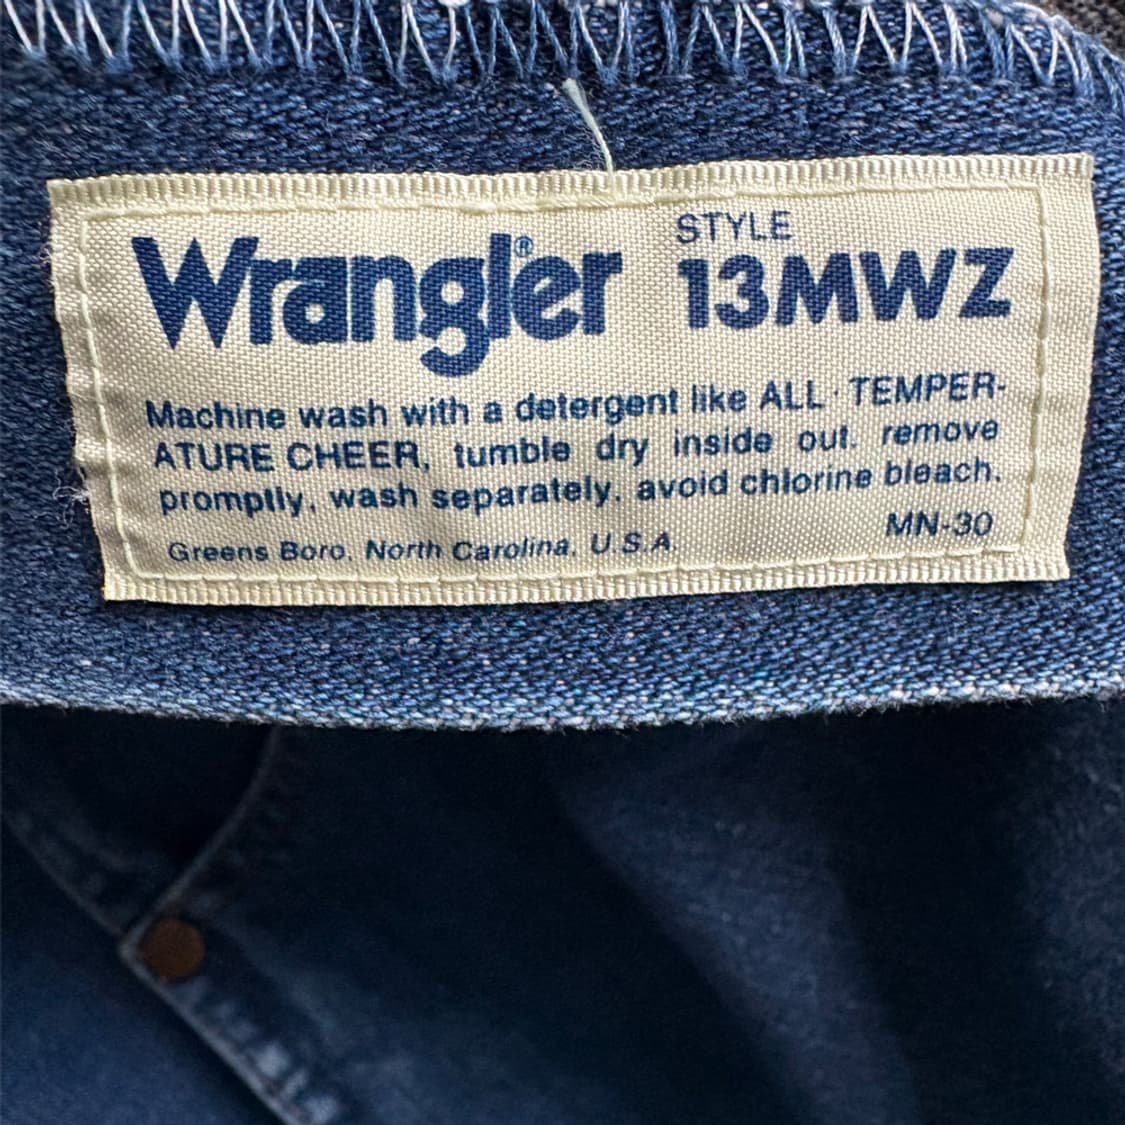 Wrangler® STYLE 13MWZ
Machine wash with a detergent like ALL·TEMPER-
ATURE CHEER, tumble dry inside out. remove
promptly, wash separately. avoid chlorine bleach.
MN-30
Greens Boro, North Carolina, U S.A.